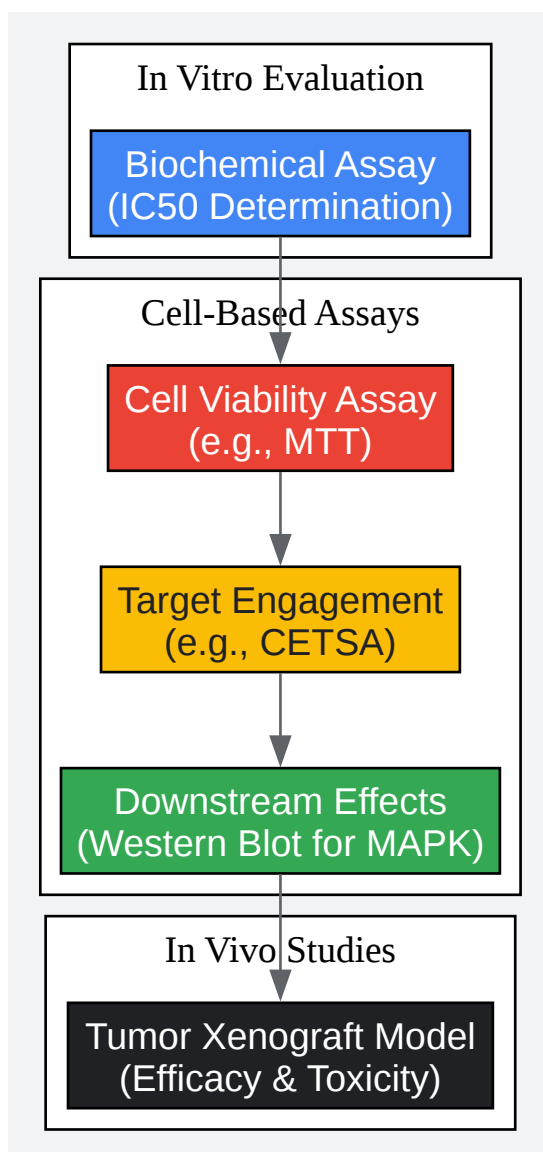 In Vitro Evaluation
Biochemical Assay
(IC50 Determination)
Cell-Based Assays
Cell Viability Assay
(e.g., MTT)
Target Engagement
(e.g., CETSA)
Downstream Effects
(Western Blot for MAPK)
In Vivo Studies
Tumor Xenograft Model
(Efficacy & Toxicity)